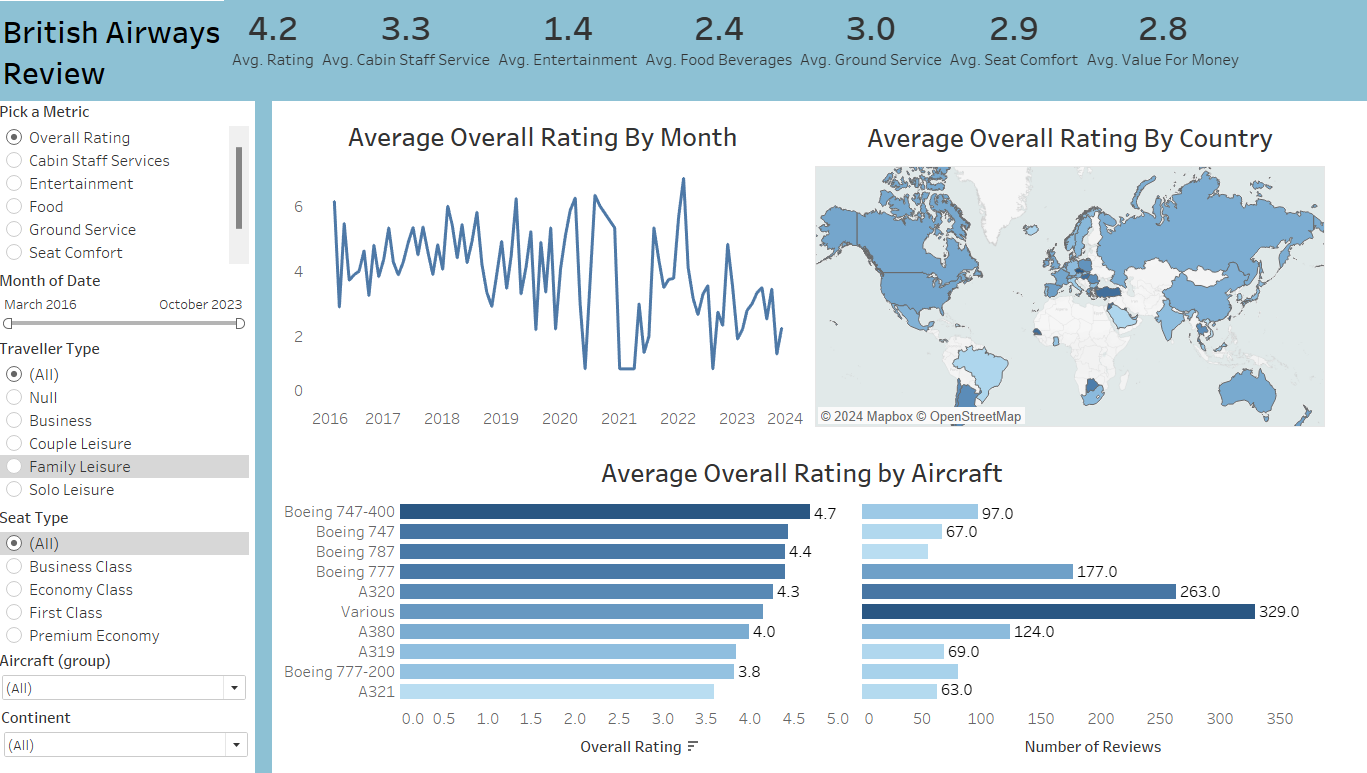 British Airways
Review
4.2 3.3 1.4 2.4 3.0 2.9 2.8
Avg. Rating Avg. Cabin Staff Service Avg. Entertainment Avg. Food Beverages Avg. Ground Service Avg. Seat Comfort Avg. Value For Money
Pick a Metric
Overall Rating
Cabin Staff Services
Entertainment
Food
Ground Service
Seat Comfort
Month of Date
March 2016 October 2023
Traveller Type
(All)
Null
Business
Couple Leisure
Family Leisure
Solo Leisure
Seat Type
(All)
Business Class
Economy Class
First Class
Premium Economy
Aircraft (group)
(All)
Continent
(All)
Average Overall Rating By Month
6
4
2
0
2016 2017 2018 2019 2020 2021 2022 2023 2024
Average Overall Rating By Country
© 2024 Mapbox © OpenStreetMap
Average Overall Rating by Aircraft
Boeing 747-400 4.7 97.0
Boeing 747 67.0
Boeing 787 4.4
Boeing 777 177.0
A320 4.3 263.0
Various 329.0
A380 4.0 124.0
A319 69.0
Boeing 777-200 3.8
A321 63.0
0.0 0.5 1.0 1.5 2.0 2.5 3.0 3.5 4.0 4.5 5.0 0 50 100 150 200 250 300 350
Overall Rating Number of Reviews